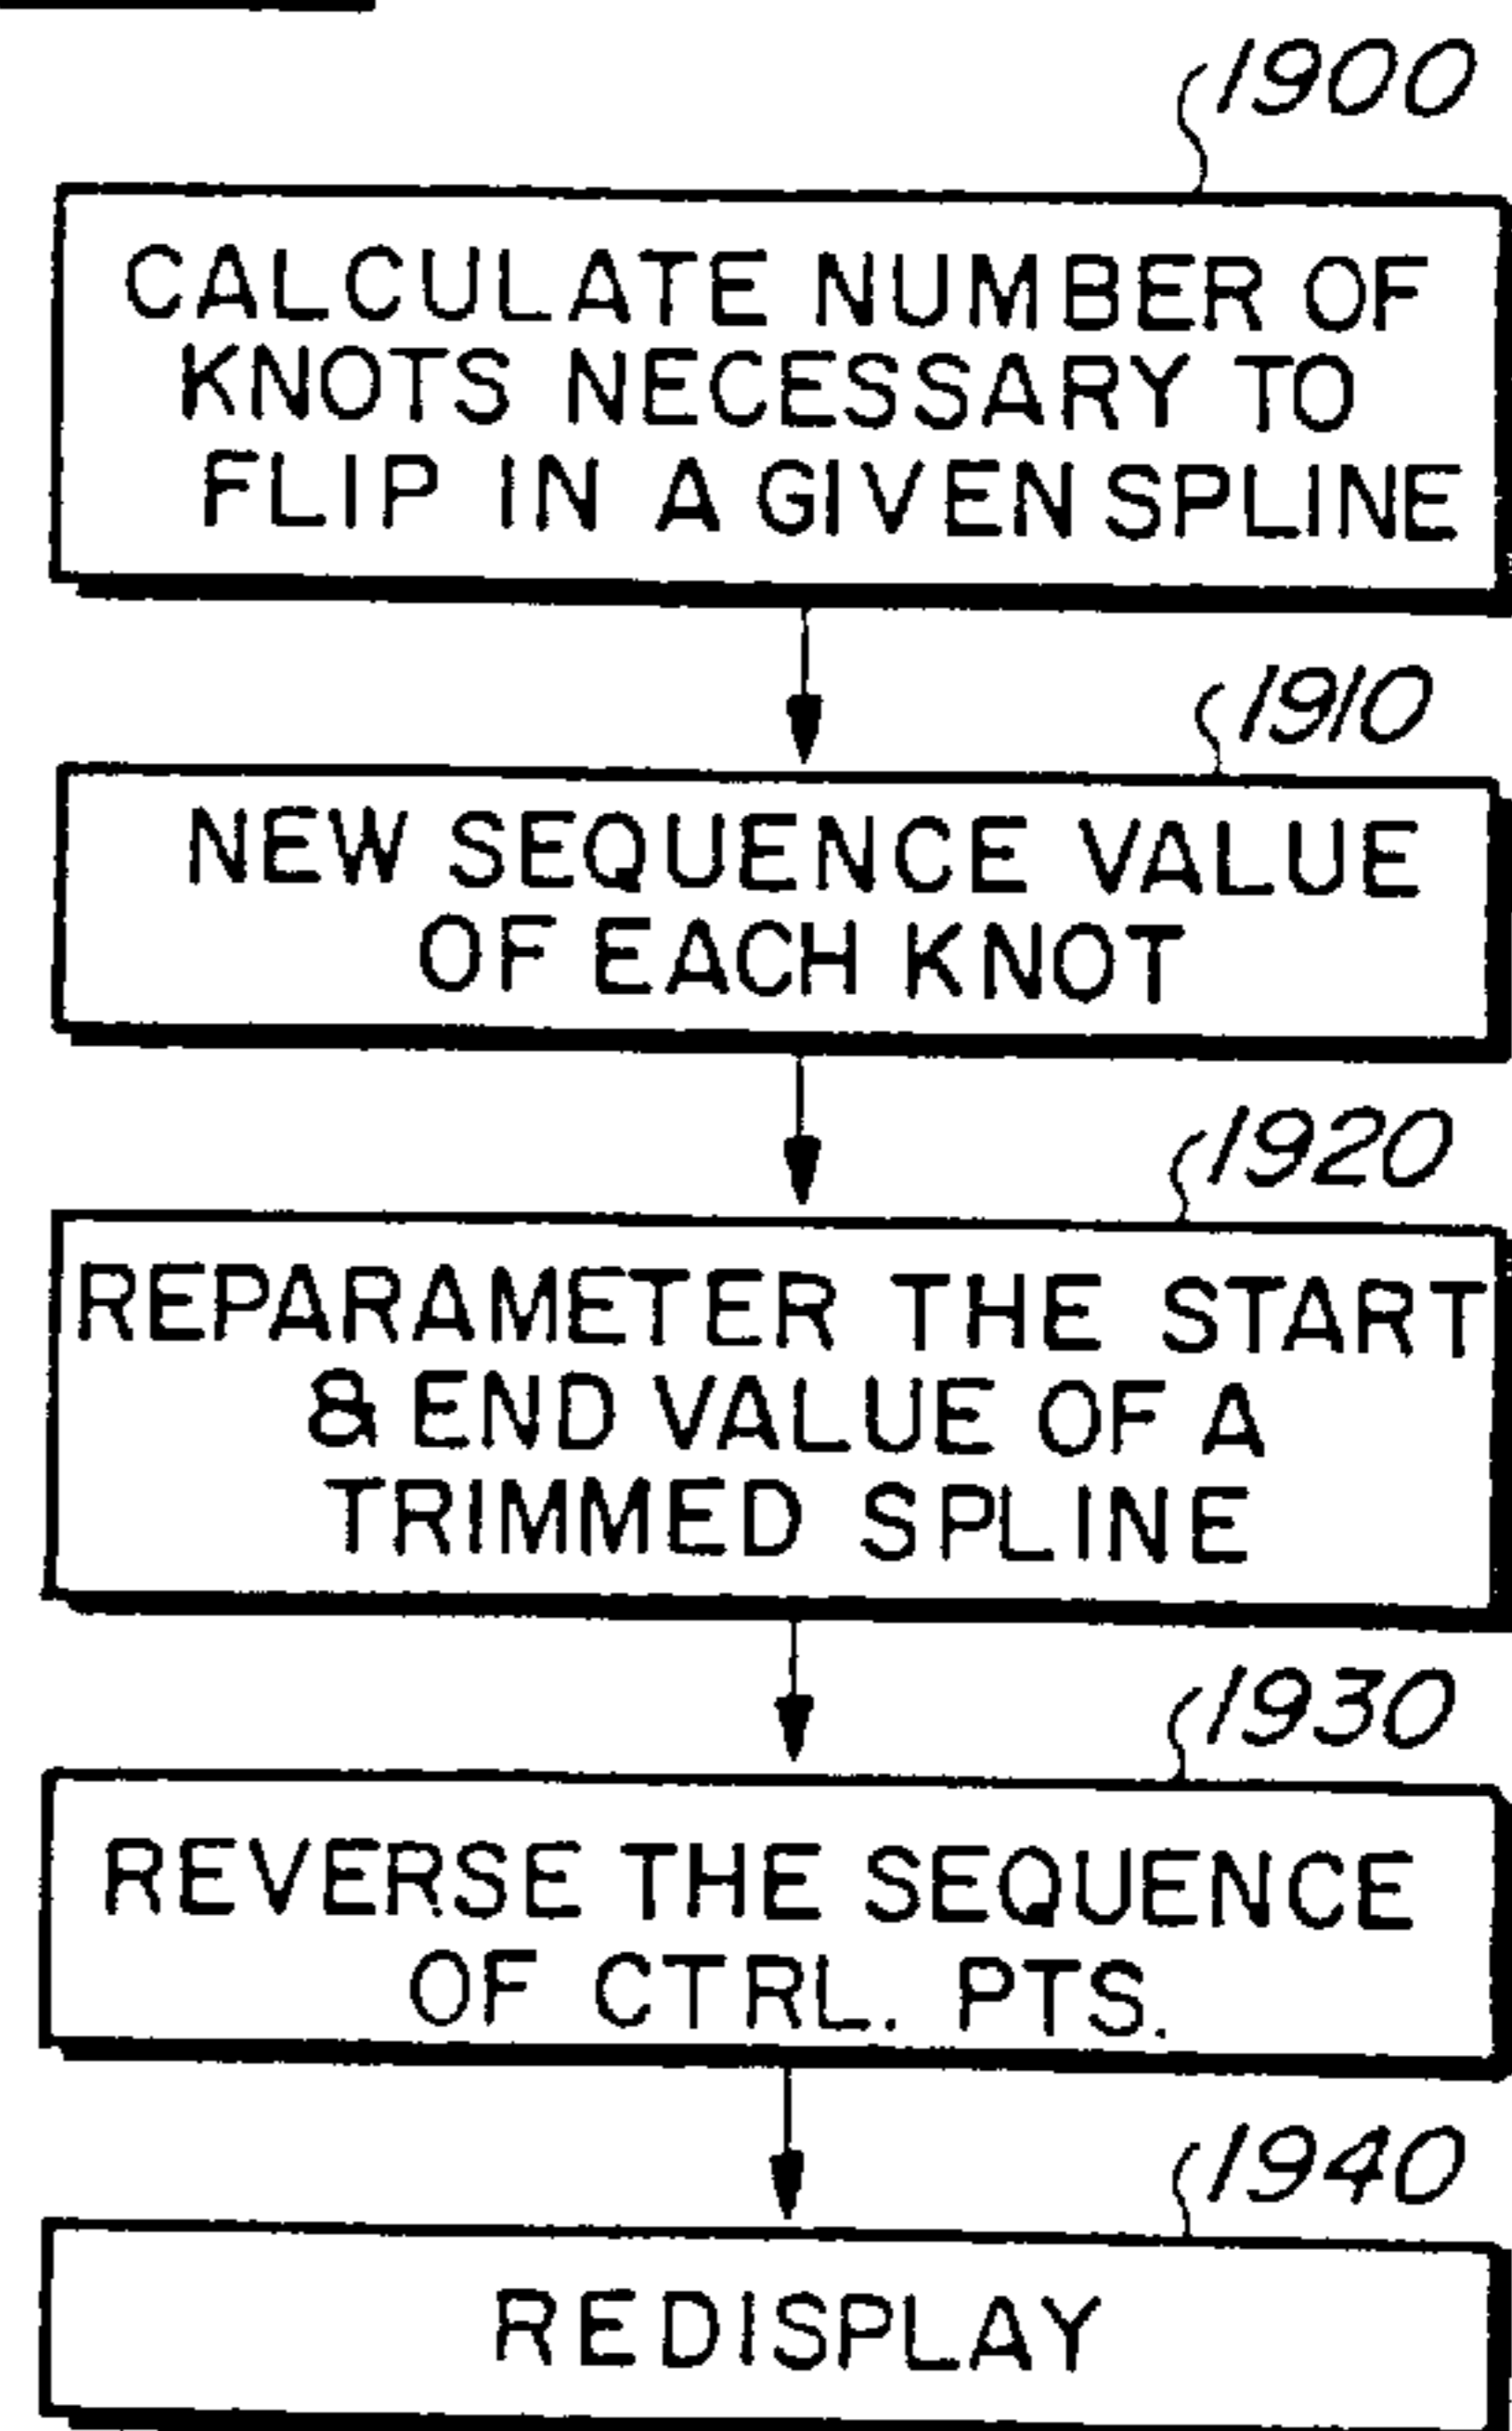 1900
CALCULATE NUMBER OF
KNOTS NECESSARY TO
FLIP IN A GIVEN SPLINE
1910
NEW SEQUENCE VALUE
OF EACH KNOT
1920
REPARAMETER THE START
& END VALUE OF A
TRIMMED SPLINE
1930
REVERSE THE SEQUENCE
OF CTRL. PTS.
1940
REDISPLAY